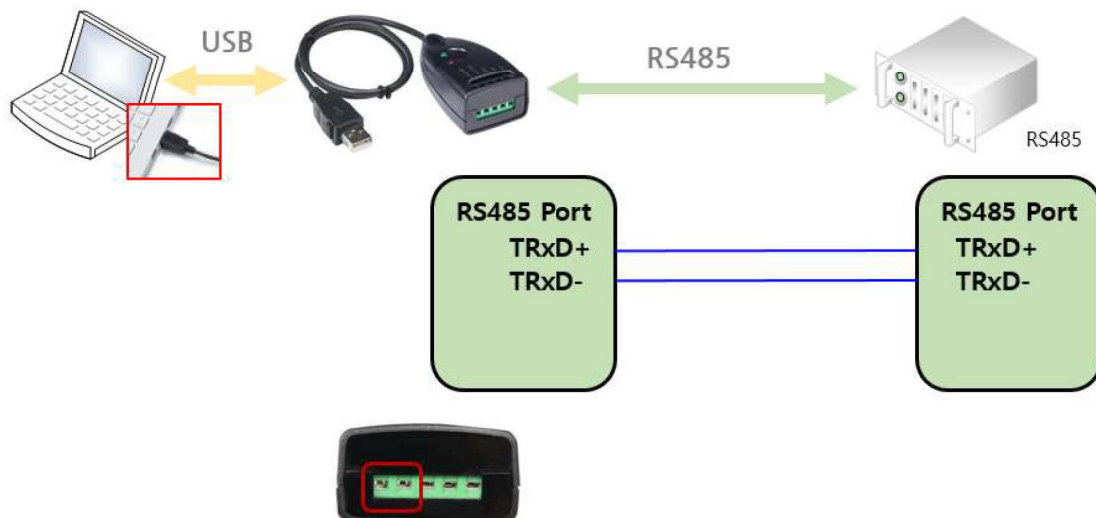 USB
RS485
RS485
RS485 Port
TRxD+
TRxD-
RS485 Port
TRxD+
TRxD-